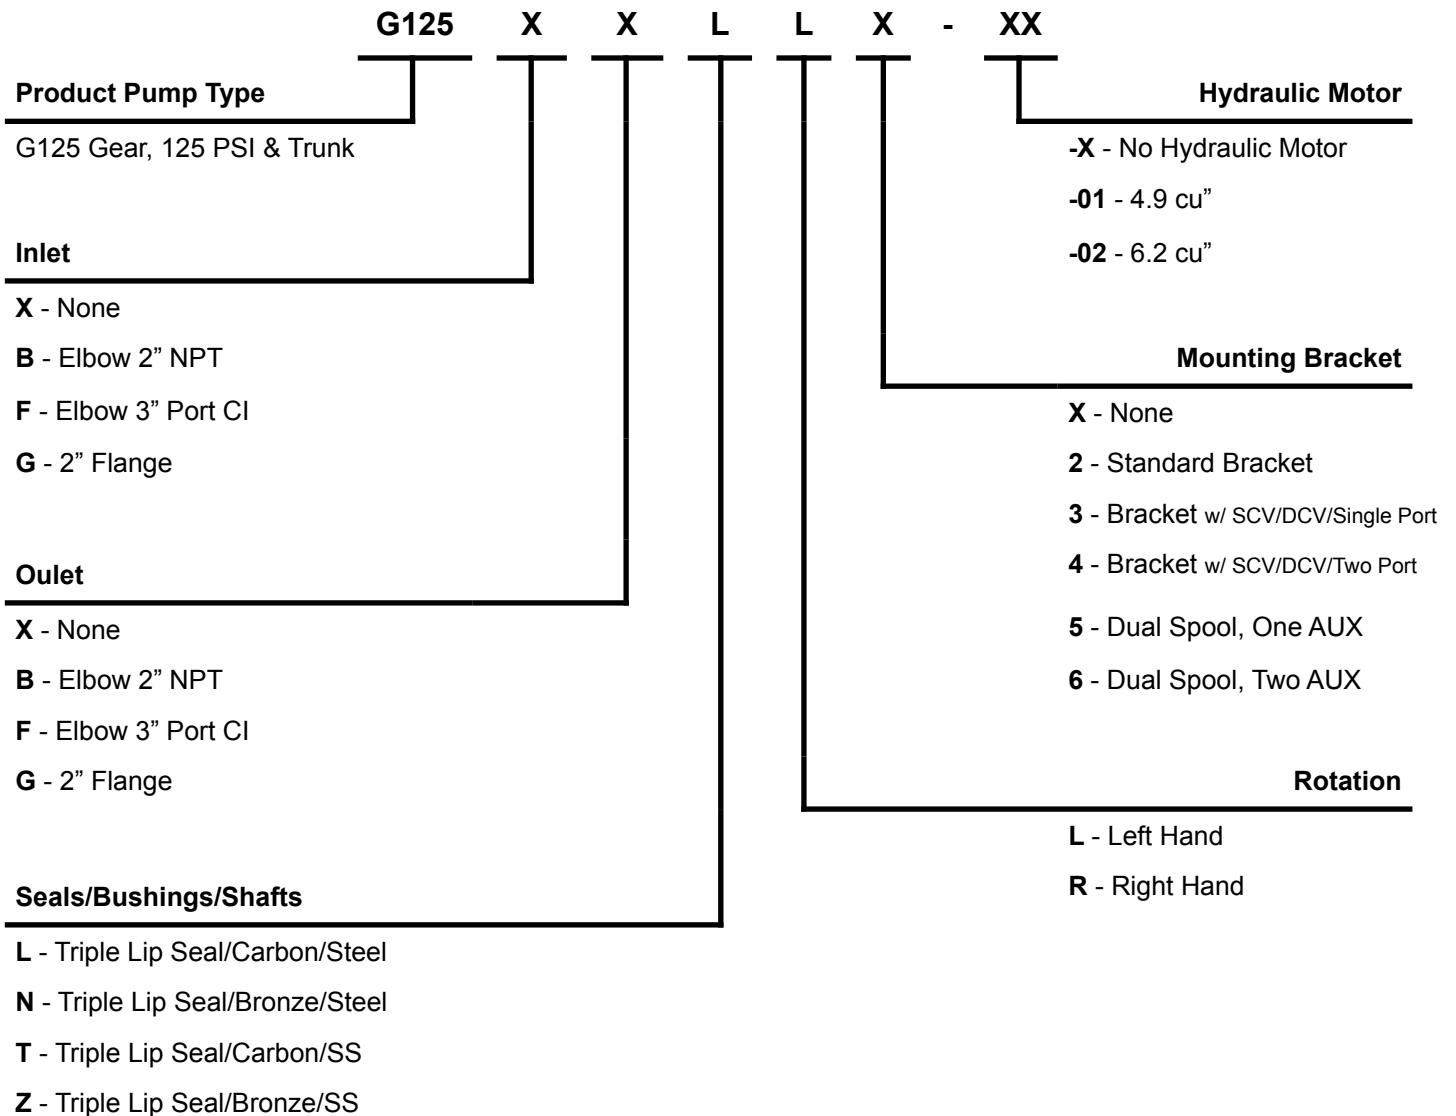 G125 X X L L X - XX
Product Pump Type
G125 Gear, 125 PSI & Trunk
Inlet
X - None
B - Elbow 2” NPT
F - Elbow 3” Port CI
G - 2” Flange
Oulet
X - None
B - Elbow 2” NPT
F - Elbow 3” Port CI
G - 2” Flange
Seals/Bushings/Shafts
L - Triple Lip Seal/Carbon/Steel
N - Triple Lip Seal/Bronze/Steel
T - Triple Lip Seal/Carbon/SS
Z - Triple Lip Seal/Bronze/SS
Hydraulic Motor
-X - No Hydraulic Motor
-01 - 4.9 cu”
-02 - 6.2 cu”
Mounting Bracket
X - None
2 - Standard Bracket
3 - Bracket w/ SCV/DCV/Single Port
4 - Bracket w/ SCV/DCV/Two Port
5 - Dual Spool, One AUX
6 - Dual Spool, Two AUX
Rotation
L - Left Hand
R - Right Hand